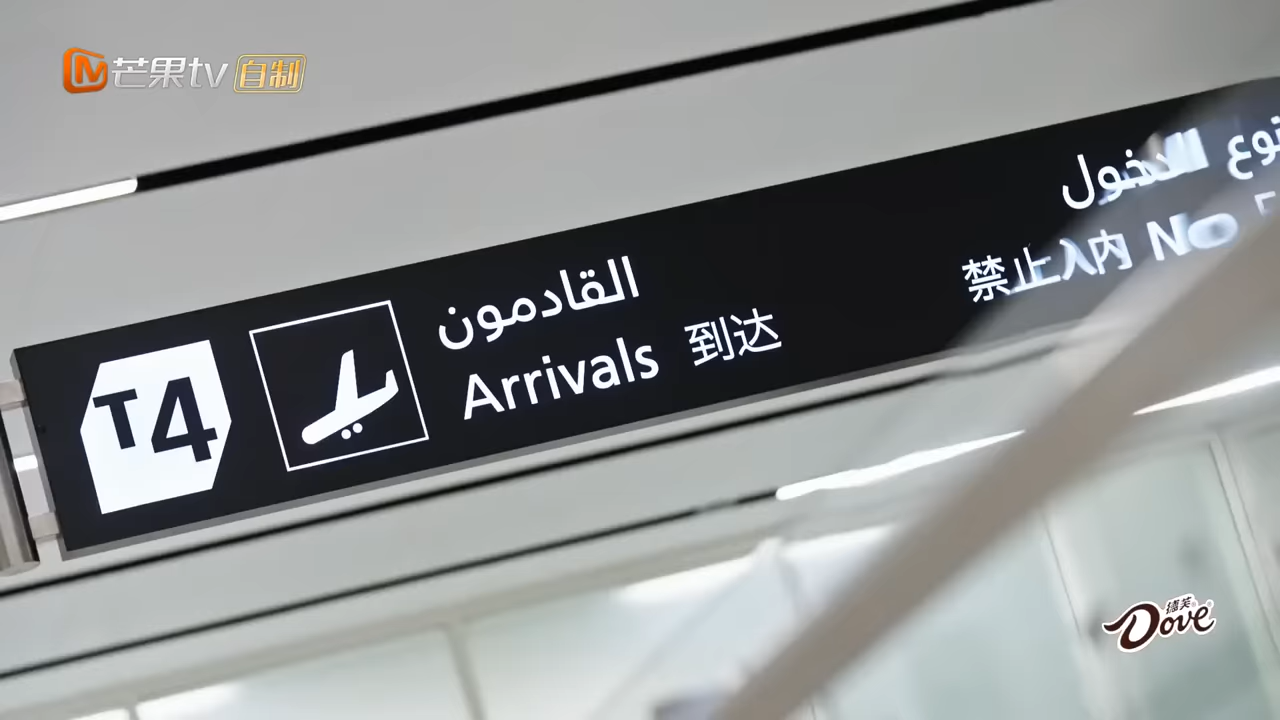 芒果tv 自制
T4
القادمون
Arrivals 到达
الدخول
禁止入内 No
德芙
Dove